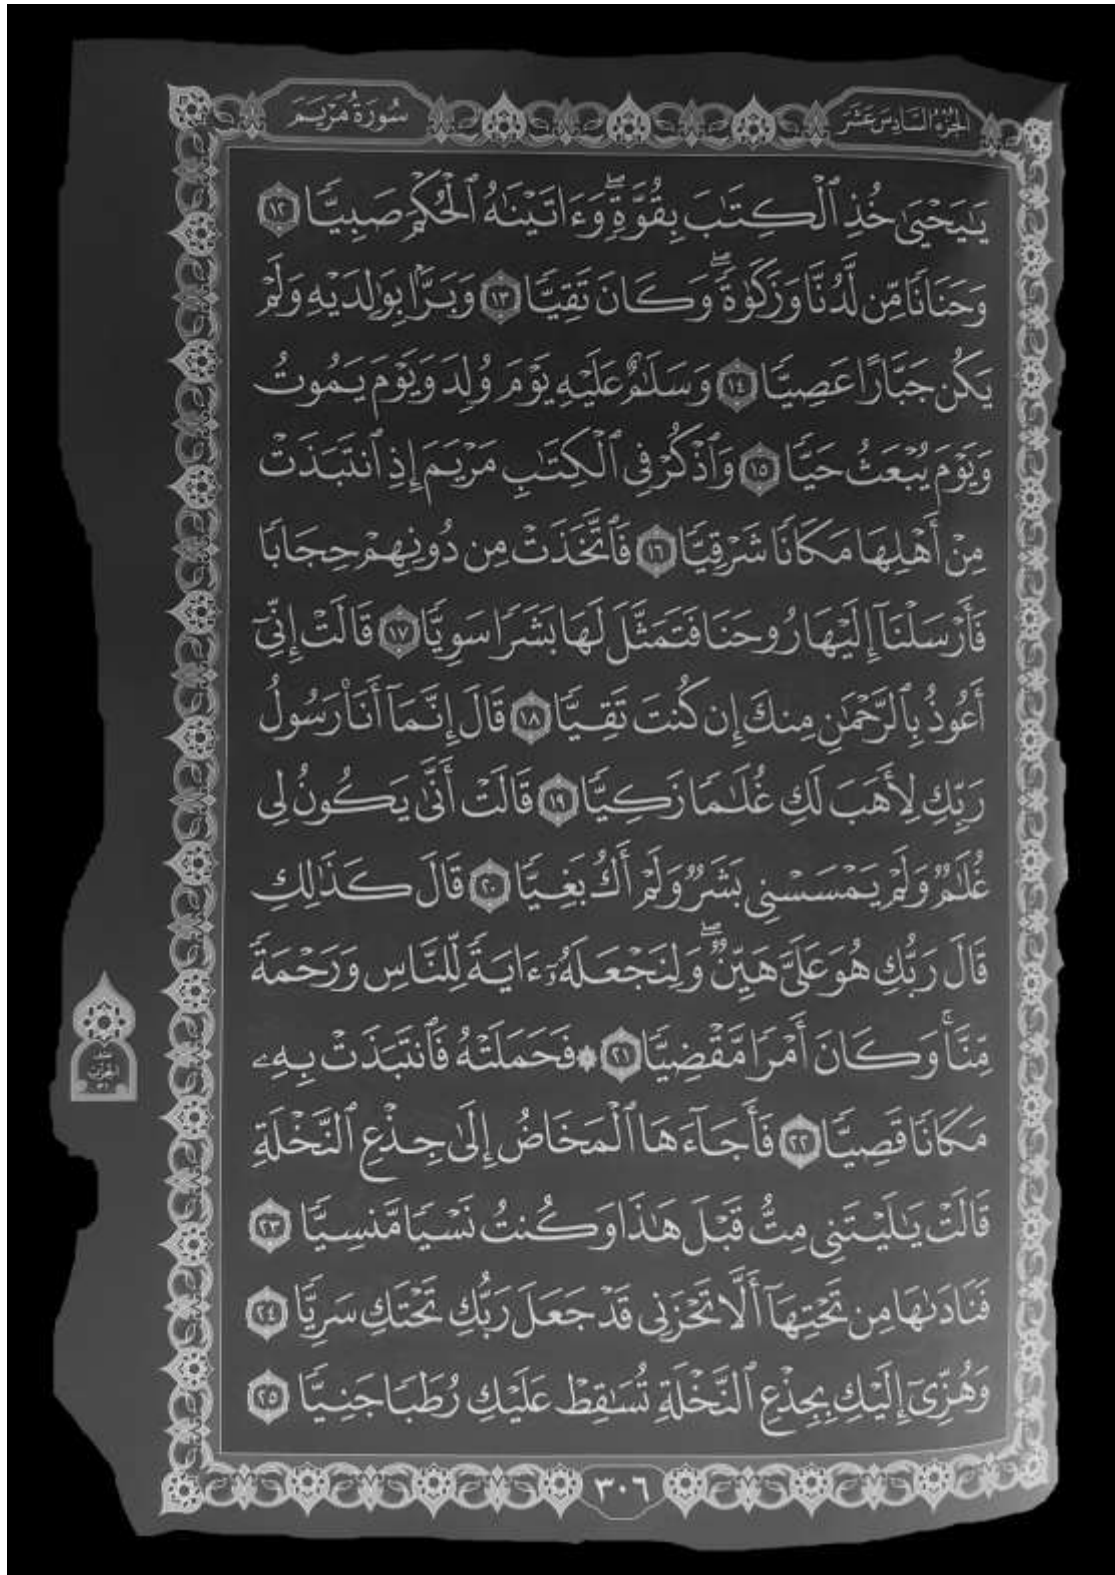 الجزء السادس عشر
سورة مريم
يَٰيَحْيَىٰ خُذِ ٱلْكِتَٰبَ بِقُوَّةٍۖ وَءَاتَيْنَٰهُ ٱلْحُكْمَ صَبِيًّا ١٢
وَحَنَانًا مِّن لَّدُنَّا وَزَكَوٰةًۖ وَكَانَ تَقِيًّا ١٣ وَبَرًّۢا بِوَٰلِدَيْهِ وَلَمْ
يَكُن جَبَّارًا عَصِيًّا ١٤ وَسَلَٰمٌ عَلَيْهِ يَوْمَ وُلِدَ وَيَوْمَ يَمُوتُ
وَيَوْمَ يُبْعَثُ حَيًّا ١٥ وَٱذْكُرْ فِى ٱلْكِتَٰبِ مَرْيَمَ إِذِ ٱنتَبَذَتْ
مِنْ أَهْلِهَا مَكَانًا شَرْقِيًّا ١٦ فَٱتَّخَذَتْ مِن دُونِهِمْ حِجَابًا
فَأَرْسَلْنَآ إِلَيْهَا رُوحَنَا فَتَمَثَّلَ لَهَا بَشَرًا سَوِيًّا ١٧ قَالَتْ إِنِّىٓ
أَعُوذُ بِٱلرَّحْمَٰنِ مِنكَ إِن كُنتَ تَقِيًّا ١٨ قَالَ إِنَّمَآ أَنَا۠ رَسُولُ
رَبِّكِ لِأَهَبَ لَكِ غُلَٰمًا زَكِيًّا ١٩ قَالَتْ أَنَّىٰ يَكُونُ لِى
غُلَٰمٌ وَلَمْ يَمْسَسْنِى بَشَرٌ وَلَمْ أَكُ بَغِيًّا ٢٠ قَالَ كَذَٰلِكِ
قَالَ رَبُّكِ هُوَ عَلَىَّ هَيِّنٌۖ وَلِنَجْعَلَهُۥٓ ءَايَةً لِّلنَّاسِ وَرَحْمَةً
مِّنَّاۚ وَكَانَ أَمْرًا مَّقْضِيًّا ٢١ ۞ فَحَمَلَتْهُ فَٱنتَبَذَتْ بِهِۦ
مَكَانًا قَصِيًّا ٢٢ فَأَجَآءَهَا ٱلْمَخَاضُ إِلَىٰ جِذْعِ ٱلنَّخْلَةِ
قَالَتْ يَٰلَيْتَنِى مِتُّ قَبْلَ هَٰذَا وَكُنتُ نَسْيًا مَّنسِيًّا ٢٣
فَنَادَىٰهَا مِن تَحْتِهَآ أَلَّا تَحْزَنِى قَدْ جَعَلَ رَبُّكِ تَحْتَكِ سَرِيًّا ٢٤
وَهُزِّىٓ إِلَيْكِ بِجِذْعِ ٱلنَّخْلَةِ تُسَٰقِطْ عَلَيْكِ رُطَبًا جَنِيًّا ٢٥
٣٠٦